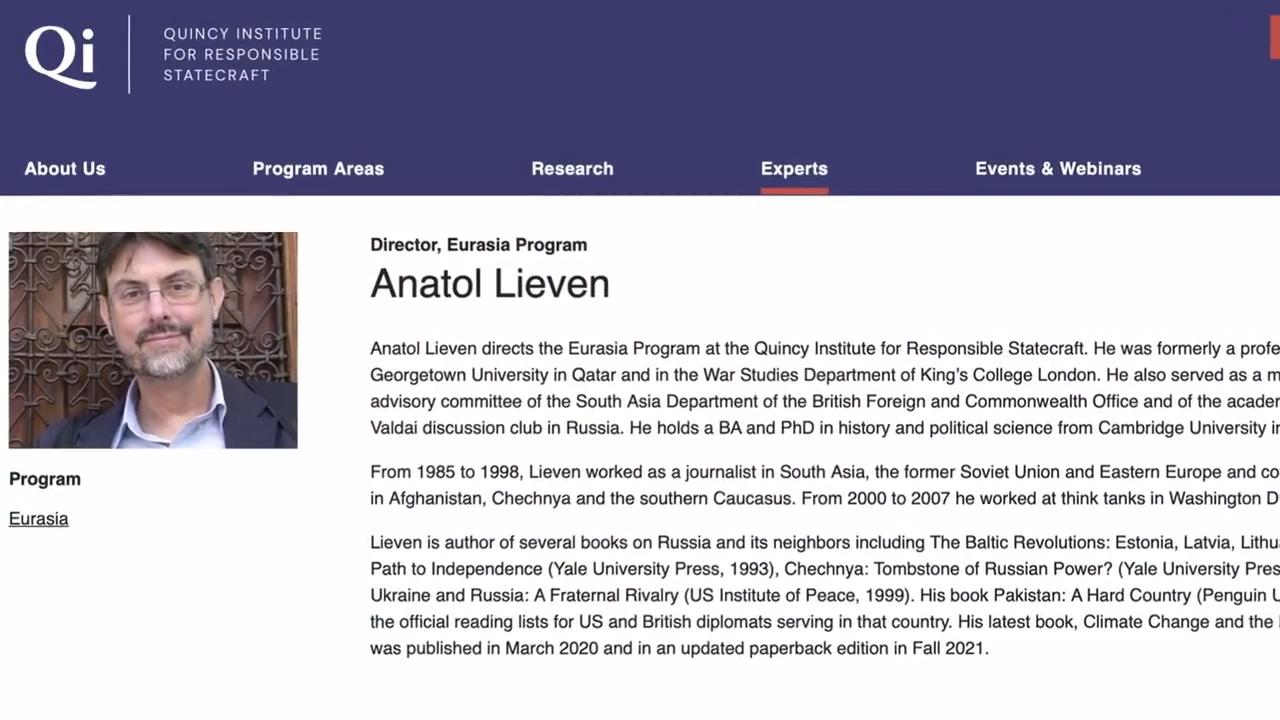 Qi
QUINCY INSTITUTE
FOR RESPONSIBLE
STATECRAFT
About Us
Program Areas
Research
Experts
Events & Webinars
Director, Eurasia Program
Anatol Lieven
Anatol Lieven directs the Eurasia Program at the Quincy Institute for Responsible Statecraft. He was formerly a
Georgetown University in Qatar and in the War Studies Department of King's College London. He also served as a
advisory committee of the South Asia Department of the British Foreign and Commonwealth Office and of the
Valdai discussion club in Russia. He holds a BA and PhD in history and political science from Cambridge University
From 1985 to 1998, Lieven worked as a journalist in South Asia, the former Soviet Union and Eastern Europe and
in Afghanistan, Chechnya and the southern Caucasus. From 2000 to 2007 he worked at think tanks in Washington
Lieven is author of several books on Russia and its neighbors including The Baltic Revolutions: Estonia, Latvia,
Path to Independence (Yale University Press, 1993), Chechnya: Tombstone of Russian Power? (Yale University
Ukraine and Russia: A Fraternal Rivalry (US Institute of Peace, 1999). His book Pakistan: A Hard Country (Penguin
the official reading lists for US and British diplomats serving in that country. His latest book, Climate Change and the
was published in March 2020 and in an updated paperback edition in Fall 2021.
Program
Eurasia